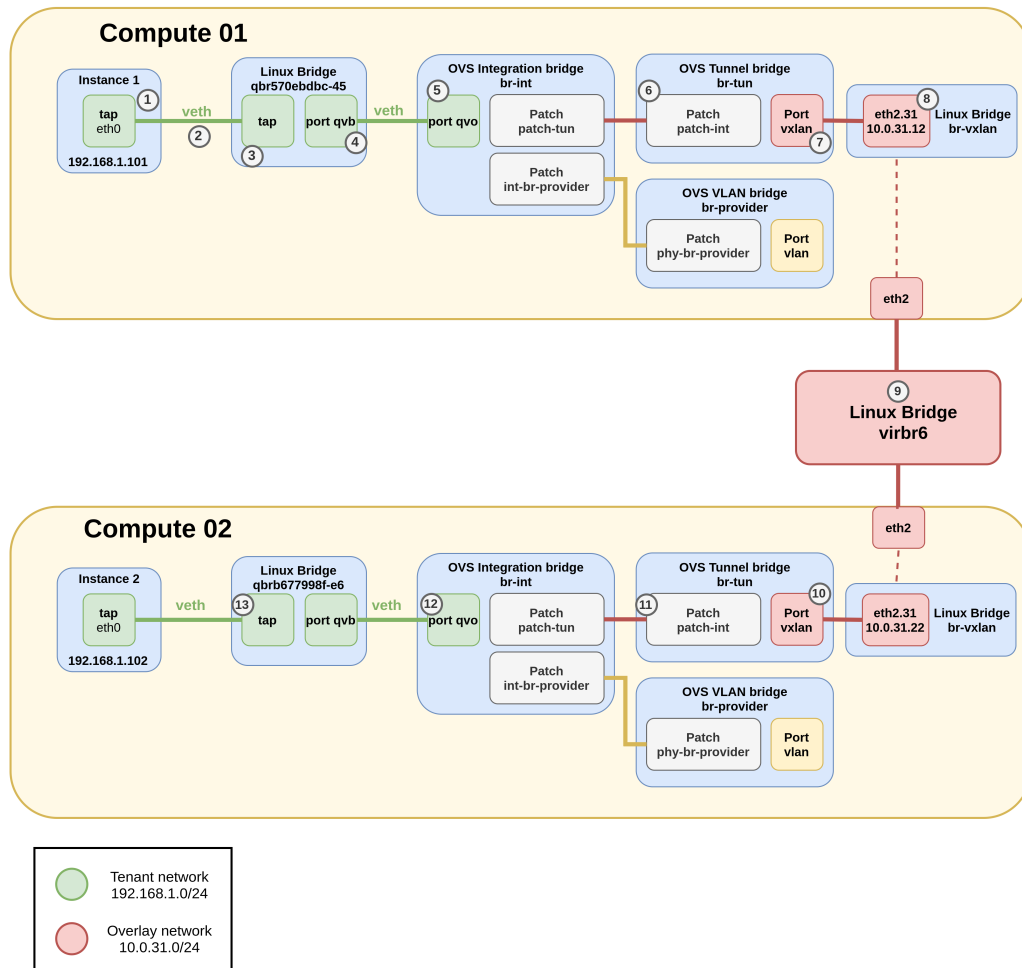 Compute 01
Instance 1
1
tap
eth0
192.168.1.101
veth
2
Linux Bridge
qbr570ebdbc-45
tap
port qvb
3
4
veth
OVS Integration bridge
br-int
5
port qvo
Patch
patch-tun
Patch
int-br-provider
OVS Tunnel bridge
br-tun
6
Patch
patch-int
Port
vxlan
7
8
eth2.31
10.0.31.12
Linux Bridge
br-vxlan
OVS VLAN bridge
br-provider
Patch
phy-br-provider
Port
vlan
eth2
9
Linux Bridge
virbr6
Compute 02
eth2
Instance 2
tap
eth0
192.168.1.102
veth
Linux Bridge
qbrb677998f-e6
13
tap
port qvb
veth
OVS Integration bridge
br-int
12
port qvo
Patch
patch-tun
Patch
int-br-provider
OVS Tunnel bridge
br-tun
11
Patch
patch-int
10
Port
vxlan
eth2.31
10.0.31.22
Linux Bridge
br-vxlan
OVS VLAN bridge
br-provider
Patch
phy-br-provider
Port
vlan
Tenant network
192.168.1.0/24
Overlay network
10.0.31.0/24